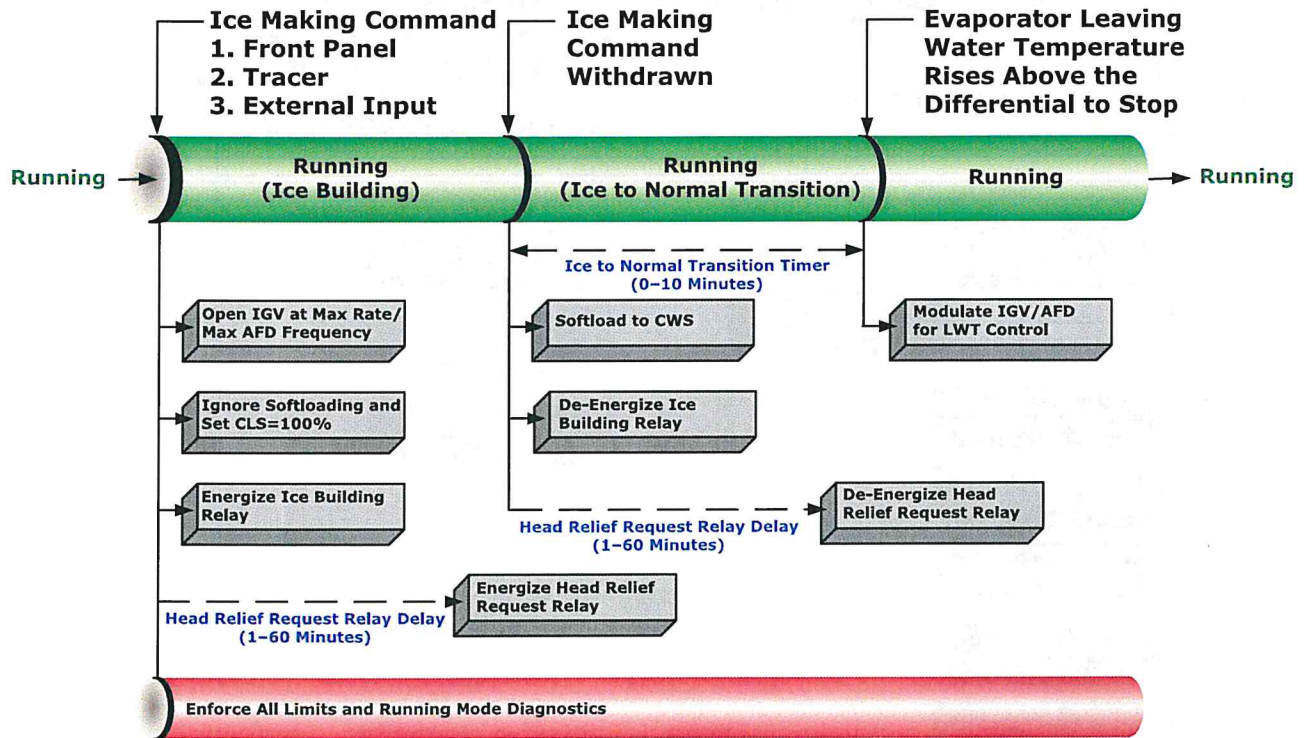 Ice Making Command
1. Front Panel
2. Tracer
3. External Input
Ice Making
Command
Withdrawn
Evaporator Leaving
Water Temperature
Rises Above the
Differential to Stop
Running
Running
(Ice Building)
Running
(Ice to Normal Transition)
Running
Running
Ice to Normal Transition Timer
(0–10 Minutes)
Open IGV at Max Rate/
Max AFD Frequency
Softload to CWS
Modulate IGV/AFD
for LWT Control
Ignore Softloading and
Set CLS=100%
De-Energize Ice
Building Relay
Energize Ice Building
Relay
Head Relief Request Relay Delay
(1–60 Minutes)
De-Energize Head
Relief Request Relay
Head Relief Request Relay Delay
(1–60 Minutes)
Energize Head Relief
Request Relay
Enforce All Limits and Running Mode Diagnostics